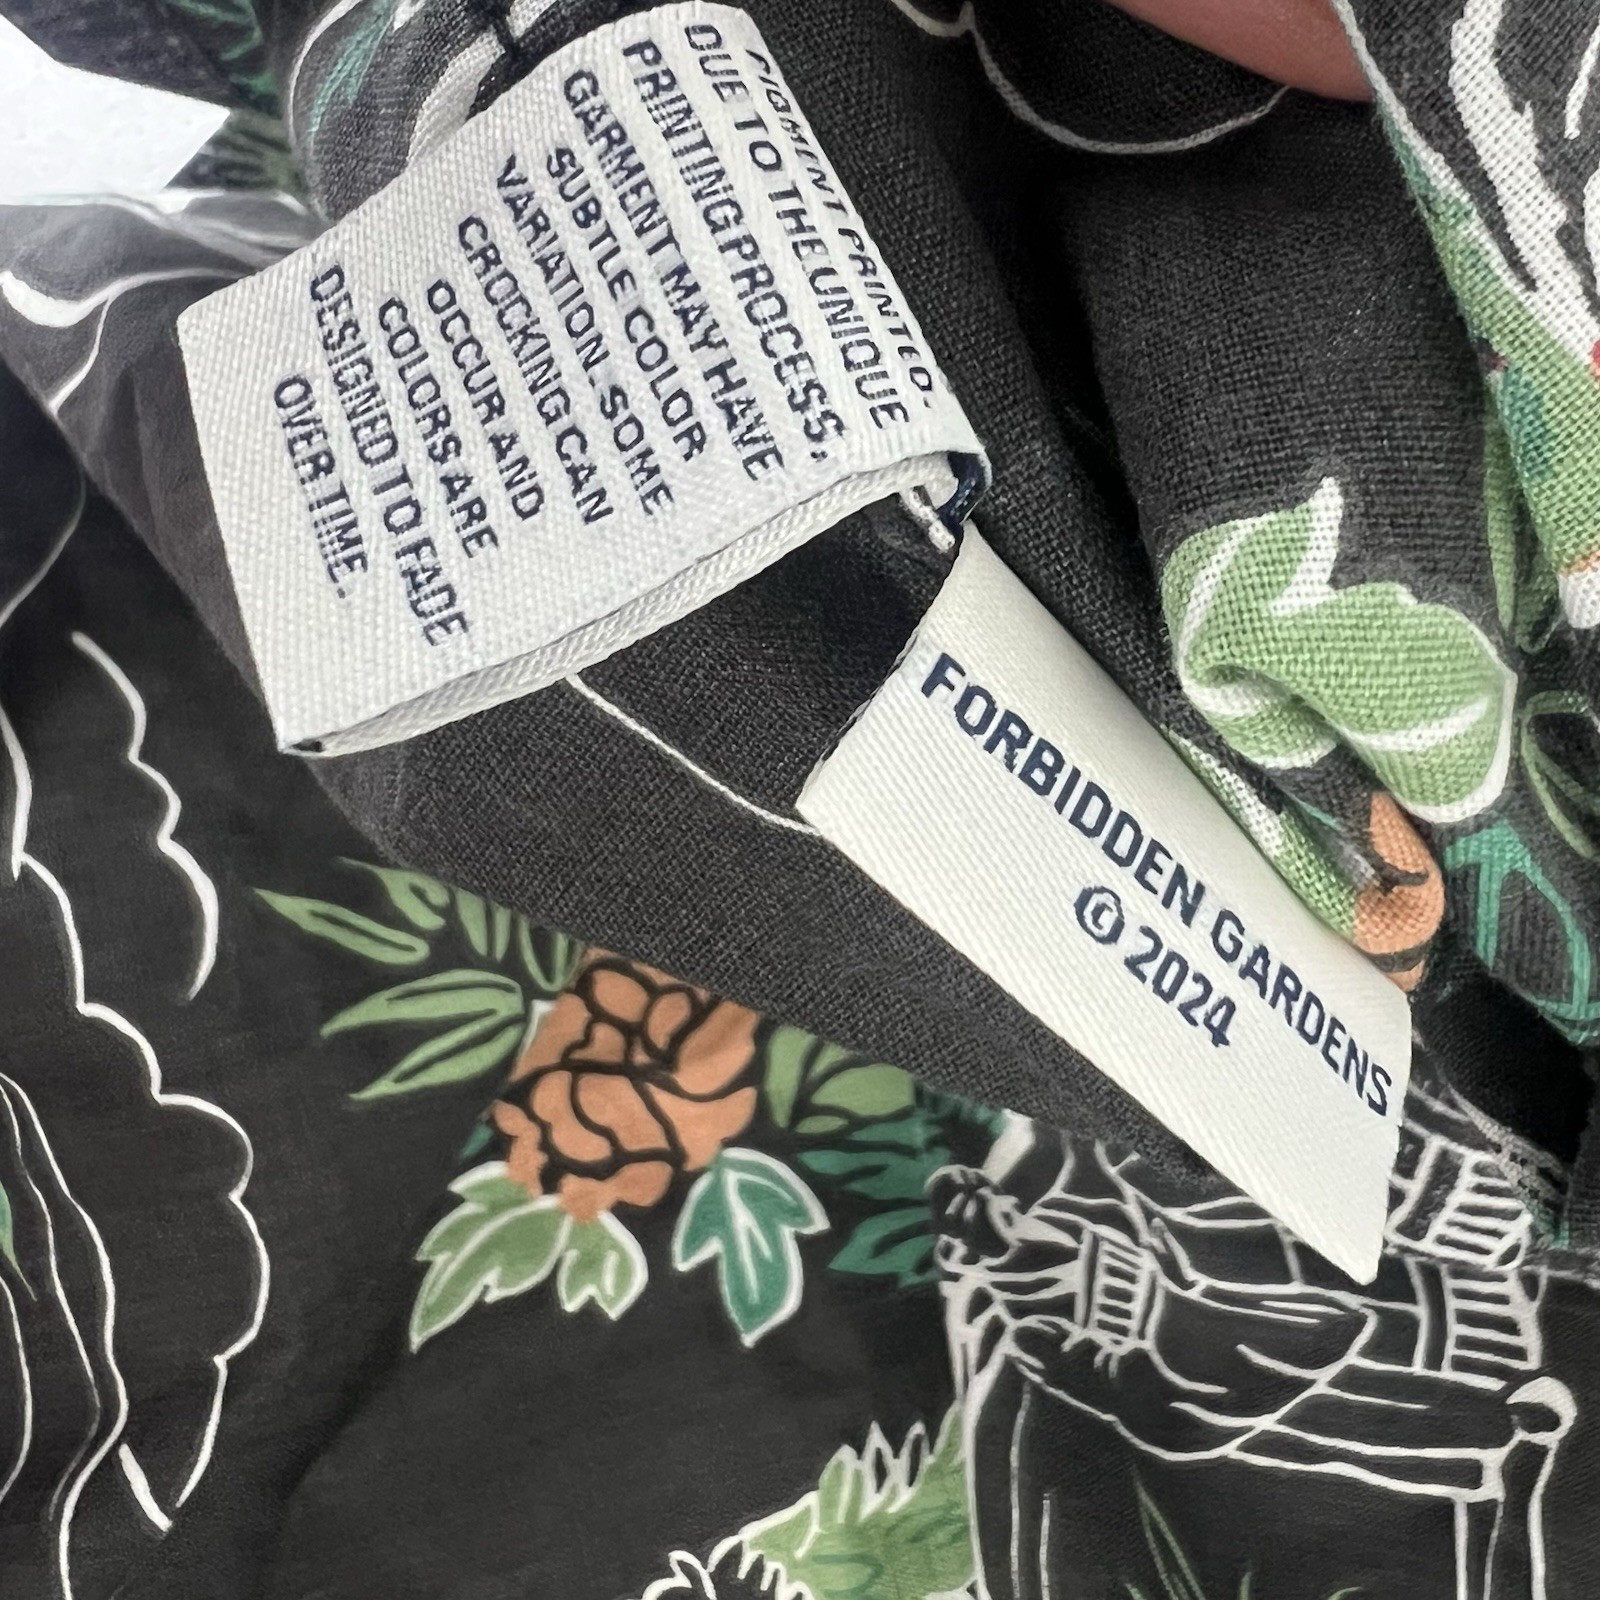 PIGMENT PRINTED.
DUE TO THE UNIQUE
PRINTING PROCESS,
GARMENT MAY HAVE
SUBTLE COLOR
VARIATION. SOME
CROCKING CAN
OCCUR AND
COLORS ARE
DESIGNED TO FADE
OVER TIME.
FORBIDDEN GARDENS
© 2024